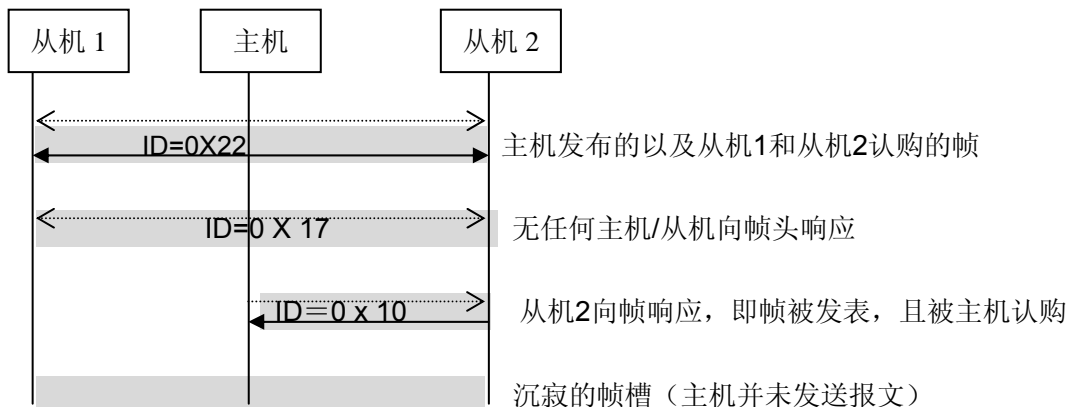 从机 1 主机 从机 2
ID=0X22 主机发布的以及从机1和从机2认购的帧
ID=0 X 17 无任何主机/从机向帧头响应
ID＝0 x 10 从机2向帧响应，即帧被发表，且被主机认购
沉寂的帧槽（主机并未发送报文）